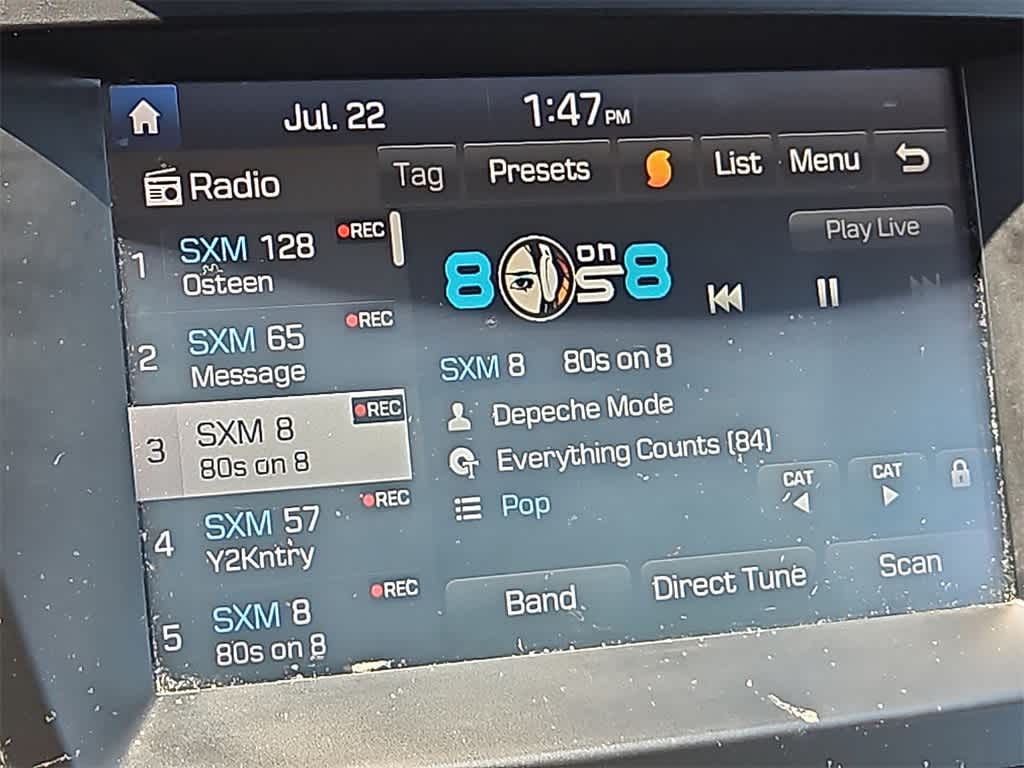 Jul. 22
1:47 PM
Radio
Tag
Presets
List
Menu
1
SXM 128
REC
Osteen
2
SXM 65
REC
Message
3
SXM 8
REC
80s on 8
4
SXM 57
REC
Y2Kntry
5
SXM 8
REC
80s on 8
Play Live
80s on 8
SXM 8 80s on 8
Depeche Mode
Everything Counts (84)
Pop
CAT
CAT
Band
Direct Tune
Scan